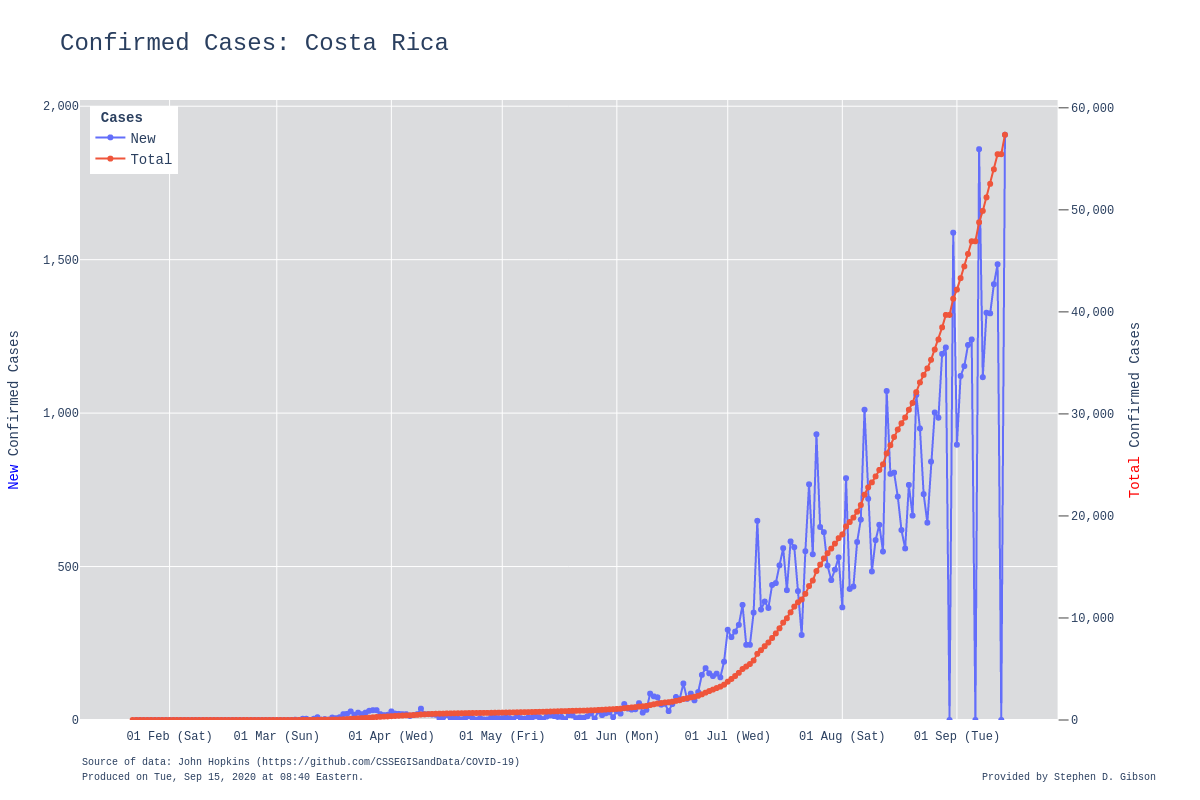 Confirmed Cases: Costa Rica
2,000
1,500
1,000
500
0
New Confirmed Cases
Cases
New
Total
60,000
50,000
40,000
30,000
20,000
10,000
0
Total Confirmed Cases
01 Feb (Sat) 01 Mar (Sun) 01 Apr (Wed) 01 May (Fri) 01 Jun (Mon) 01 Jul (Wed) 01 Aug (Sat) 01 Sep (Tue)
Source of data: John Hopkins (https://github.com/CSSEGISandData/COVID-19)
Produced on Tue, Sep 15, 2020 at 08:40 Eastern.
Provided by Stephen D. Gibson